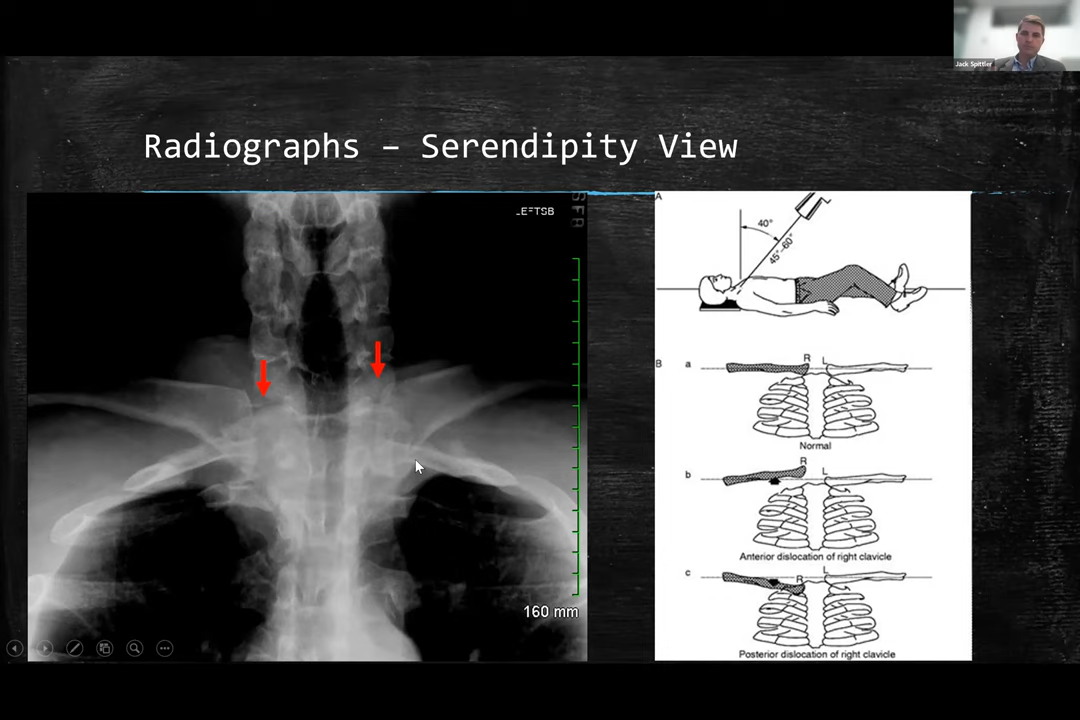 Jack Spittler
Radiographs – Serendipity View
LEFTSB
160 mm
A
40°
45°-60°
B
a
R
L
Normal
b
R
L
Anterior dislocation of right clavicle
c
R
L
Posterior dislocation of right clavicle